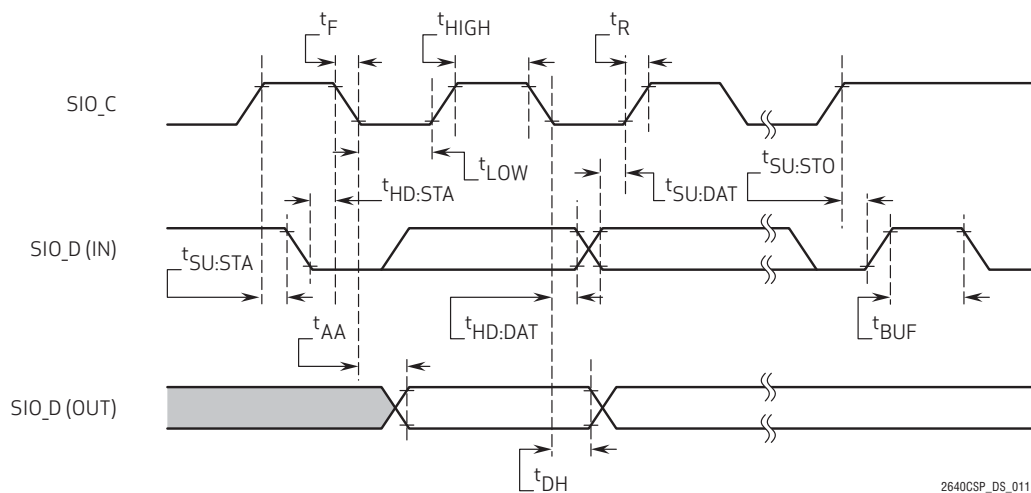 tF
tHIGH
tR
SIO_C
tLOW
tHD:STA
tSU:DAT
tSU:STO
SIO_D (IN)
tSU:STA
tAA
tHD:DAT
tBUF
SIO_D (OUT)
tDH
2640CSP_DS_011